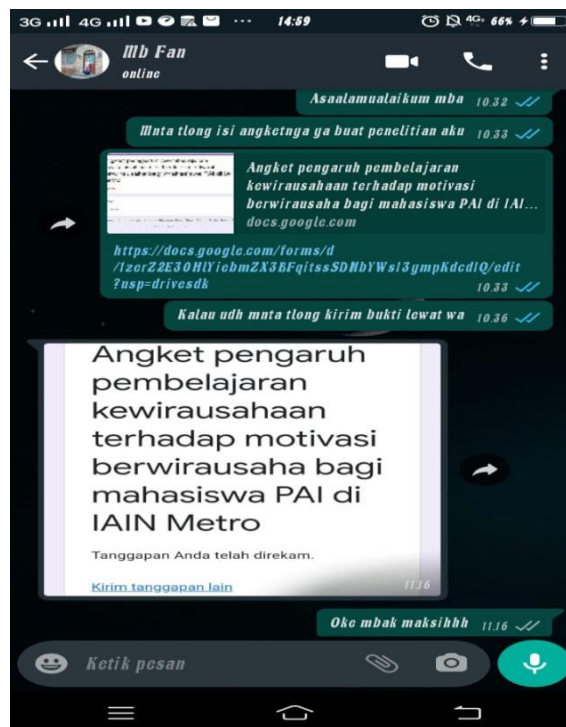 3G 4G ... 14:59 4G+ 66%
Mb Fan
online
Asaalamualaikum mba 10.32
Mnta tlong isi angketnya ya buat penelitian aku 10.33
Angket pengaruh pembelajaran
kewirausahaan terhadap motivasi
berwirausaha bagi mahasiswa PAI di IAI...
docs.google.com
https://docs.google.com/forms/d
?usp=drivesdk 10.33
Kalau udh mnta tlong kirim bukti lewat wa 10.36
Angket pengaruh
pembelajaran
kewirausahaan
terhadap motivasi
berwirausaha bagi
mahasiswa PAI di
IAIN Metro
Tanggapan Anda telah direkam.
Kirim tanggapan lain 11.16
Oke mbak maksihhh 11.16
Ketik pesan